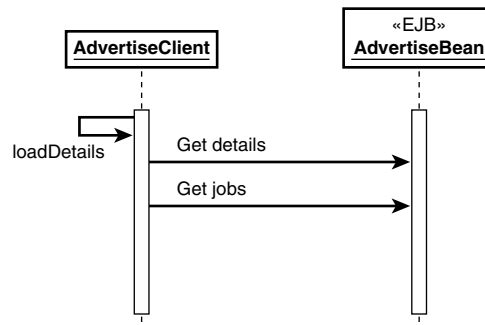 AdvertiseClient
«EJB»
AdvertiseBean
loadDetails
Get details
Get jobs